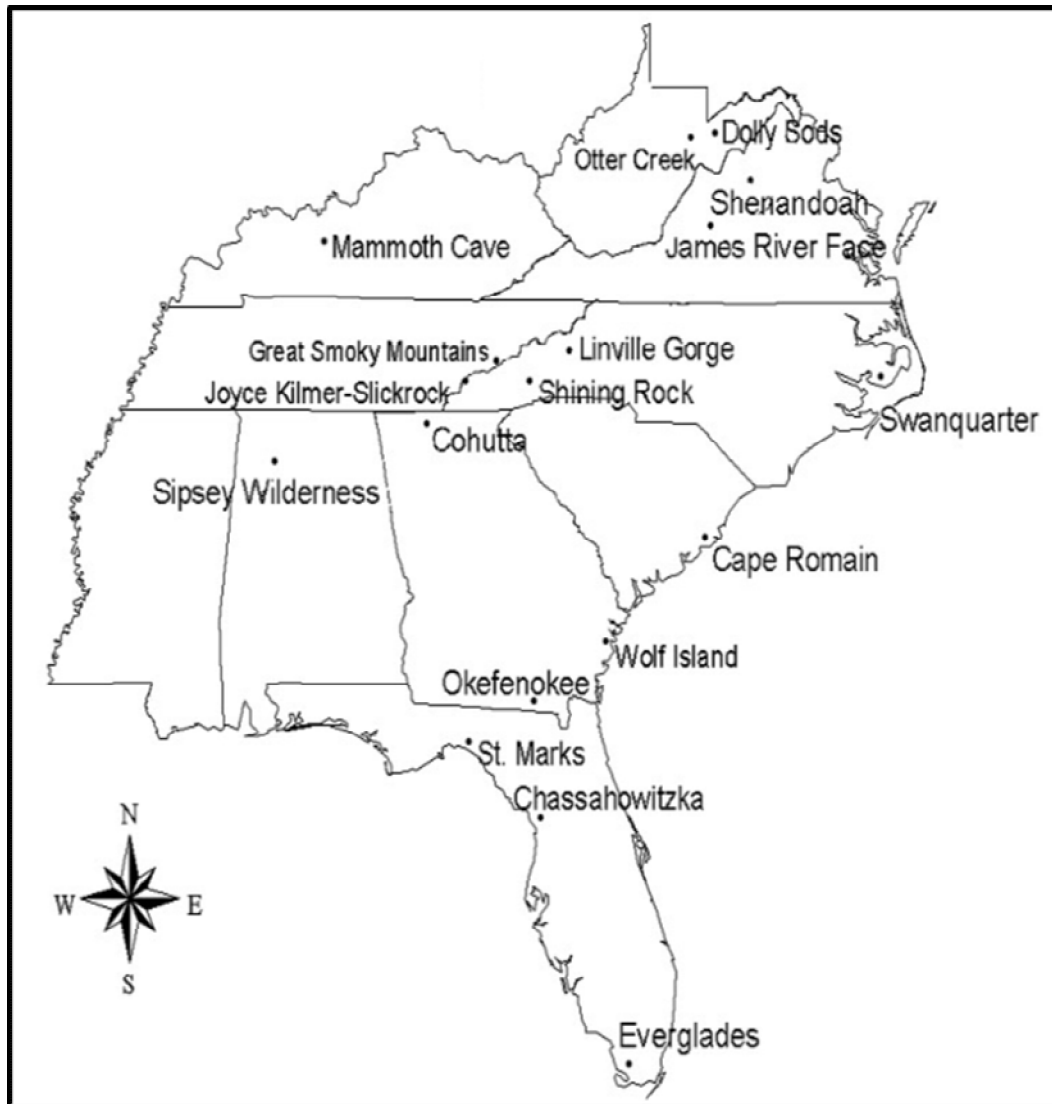 Dolly Sods
Otter Creek
Shenandoah
James River Face
Mammoth Cave
Great Smoky Mountains
Linville Gorge
Joyce Kilmer-Slickrock
Shining Rock
Swanquarter
Cohutta
Sipsey Wilderness
Cape Romain
Wolf Island
Okefenokee
St. Marks
Chassahowitzka
N
W
E
S
Everglades